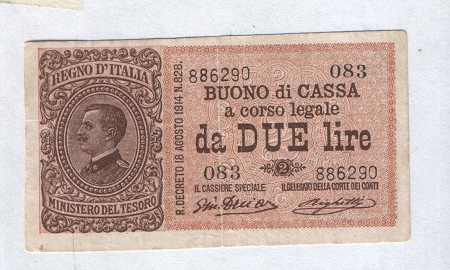 REGNO D'ITALIA
MINISTERO DEL TESORO
R. DECRETO 18 AGOSTO 1914 N. 828.
886290 083
BUONO di CASSA
a corso legale
da DUE lire
2
083 886290
IL CASSIERE SPECIALE IL DELEGATO DELLA CORTE DEI CONTI